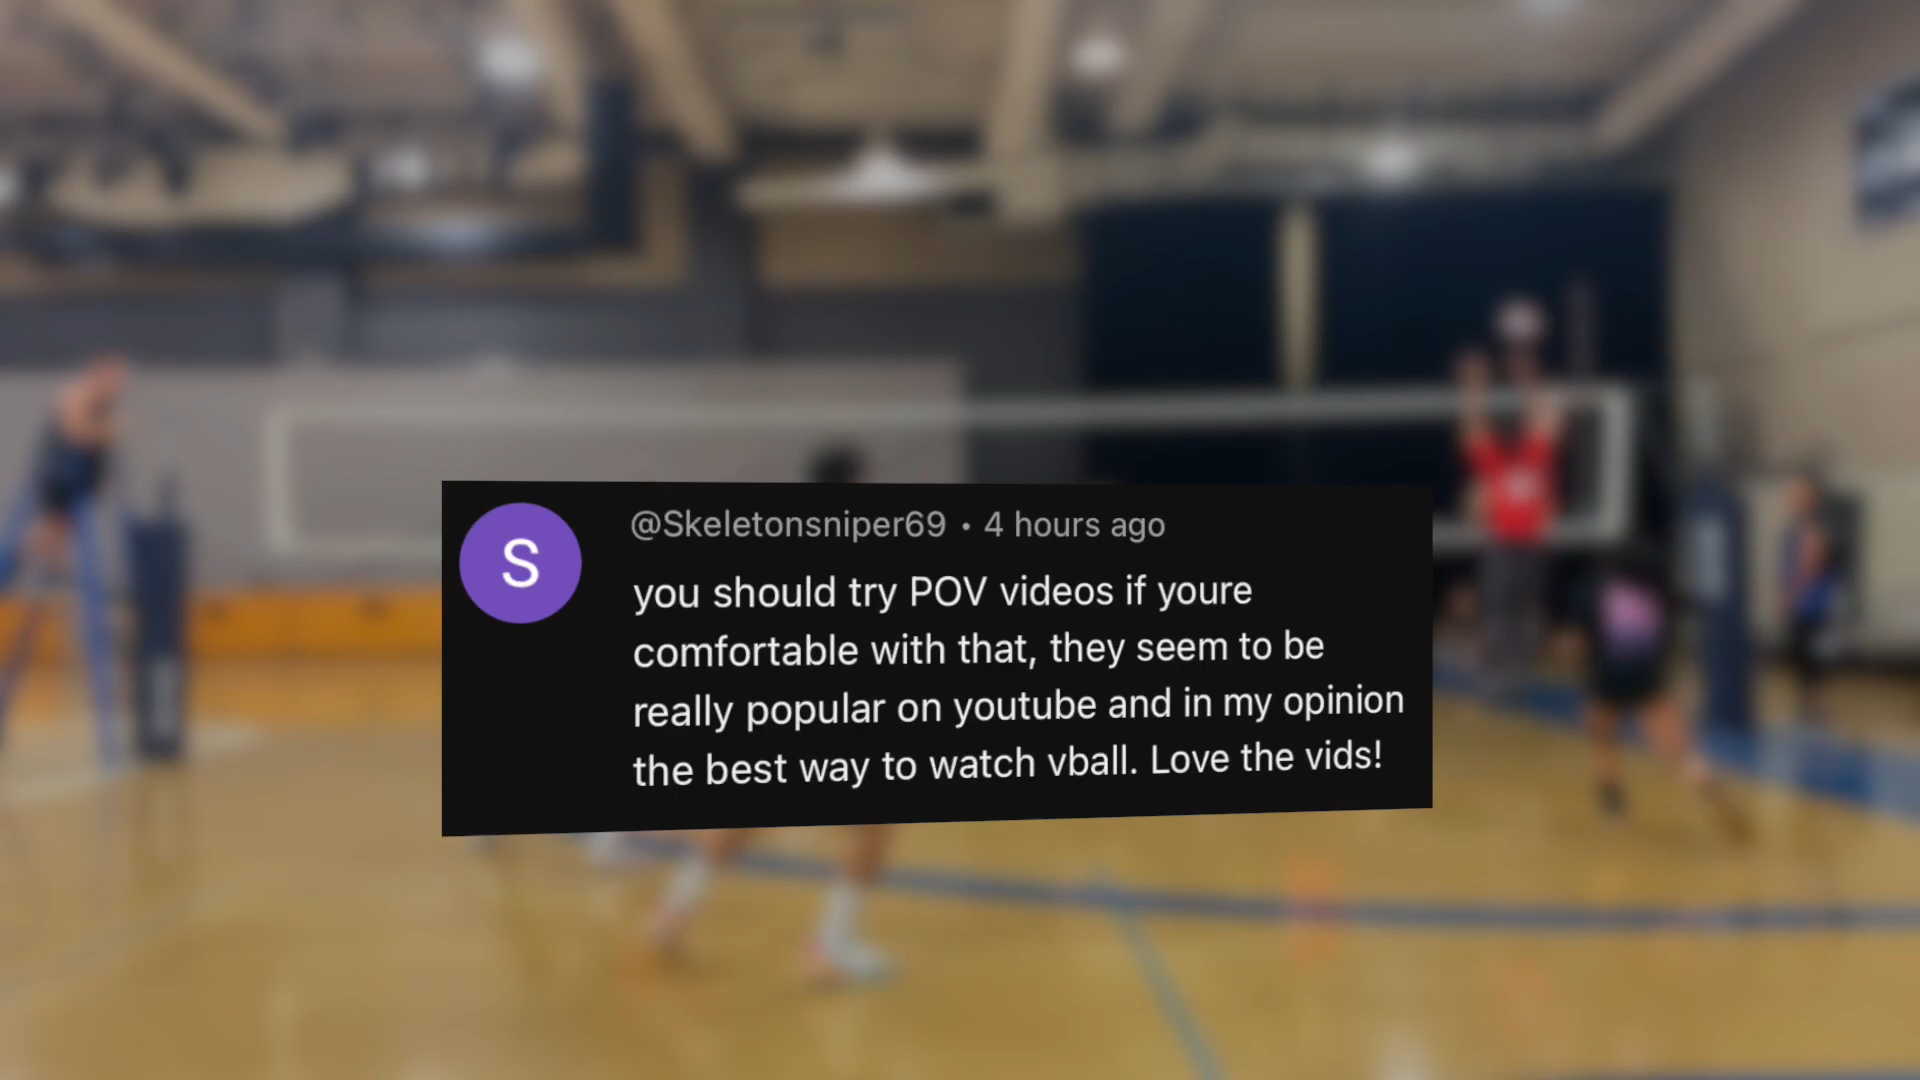 S
@Skeletonsniper69 • 4 hours ago
you should try POV videos if youre
comfortable with that, they seem to be
really popular on youtube and in my opinion
the best way to watch vball. Love the vids!